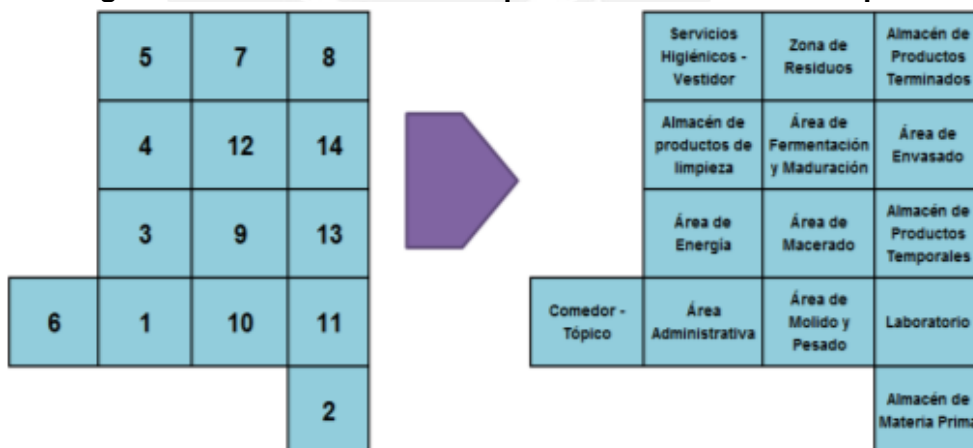 5 7 8
4 12 14
3 9 13
6 1 10 11
2
Servicios
Higiénicos -
Vestidor
Zona de
Residuos
Almacén de
Productos
Terminados
Almacén de
productos de
limpieza
Área de
Fermentación
y Maduración
Área de
Envasado
Área de
Energía
Área de
Macerado
Almacén de
Productos
Temporales
Comedor -
Tópico
Área
Administrativa
Área de
Molido y
Pesado
Laboratorio
Almacén de
Materia Prima